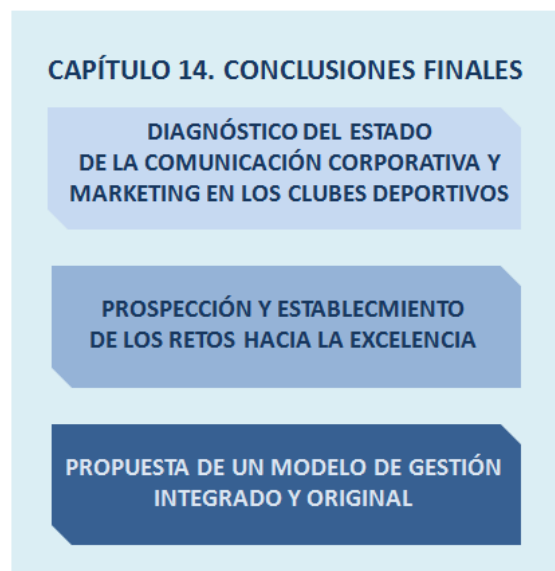 CAPÍTULO 14. CONCLUSIONES FINALES
DIAGNÓSTICO DEL ESTADO
DE LA COMUNICACIÓN CORPORATIVA Y
MARKETING EN LOS CLUBES DEPORTIVOS
PROSPECCIÓN Y ESTABLECMIENTO
DE LOS RETOS HACIA LA EXCELENCIA
PROPUESTA DE UN MODELO DE GESTIÓN
INTEGRADO Y ORIGINAL